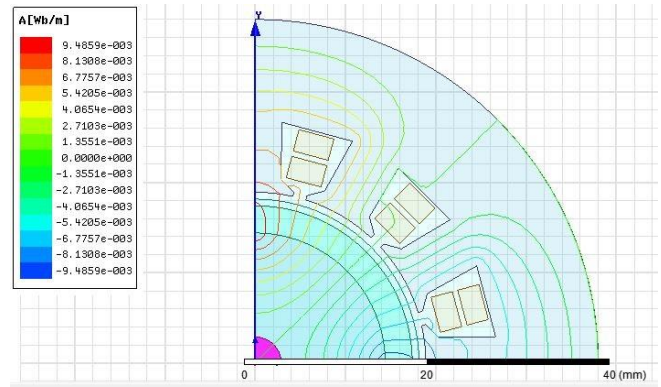 A[Wb/m]
9.4859e-003
8.1308e-003
6.7757e-003
5.4205e-003
4.0654e-003
2.7103e-003
1.3551e-003
0.0000e+000
-1.3551e-003
-2.7103e-003
-4.0654e-003
-5.4205e-003
-6.7757e-003
-8.1308e-003
-9.4859e-003
Y
0 20 40 (mm)